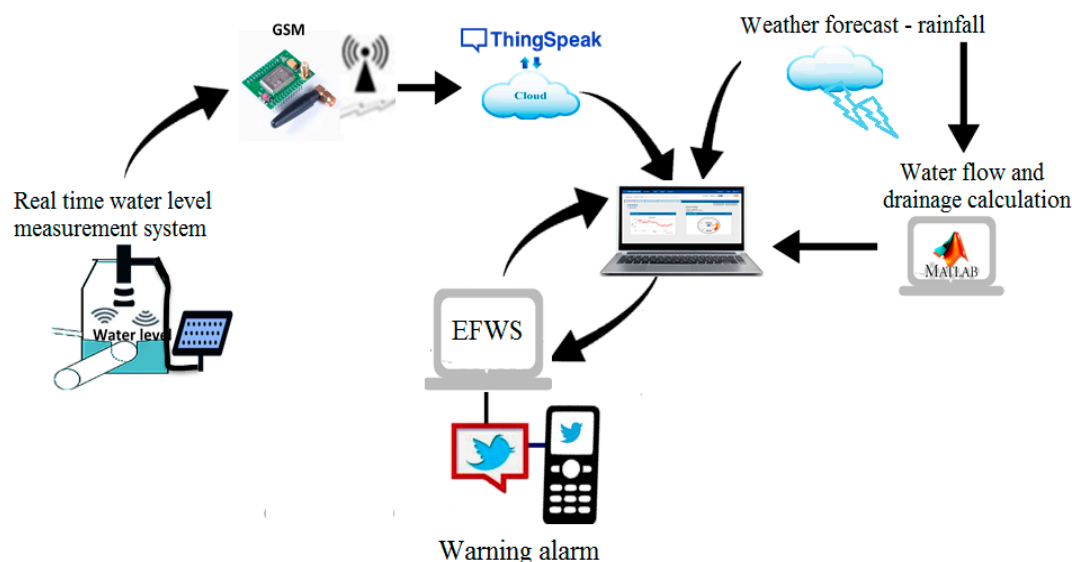 GSM
ThingSpeak
Cloud
Weather forecast - rainfall
Real time water level
measurement system
Water level
Water flow and
drainage calculation
MATLAB
EFWS
Warning alarm